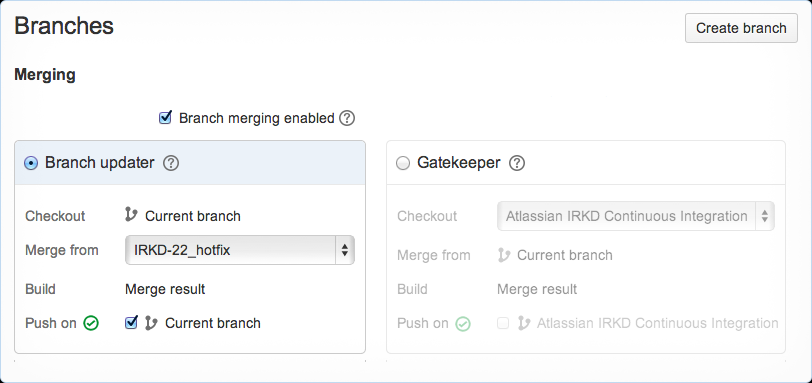 Branches
Create branch
Merging
Branch merging enabled ?
Branch updater ?
Checkout Current branch
Merge from IRKD-22_hotfix
Build Merge result
Push on Current branch
Gatekeeper ?
Checkout Atlassian IRKD Continuous Integration
Merge from Current branch
Build Merge result
Push on Atlassian IRKD Continuous Integration